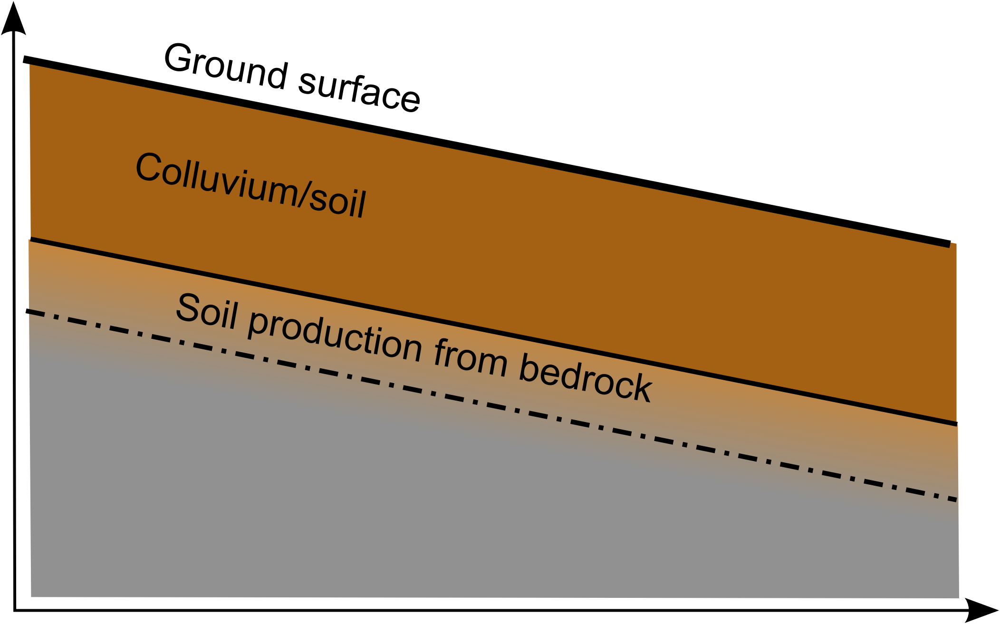 Ground surface
Colluvium/soil
Soil production from bedrock